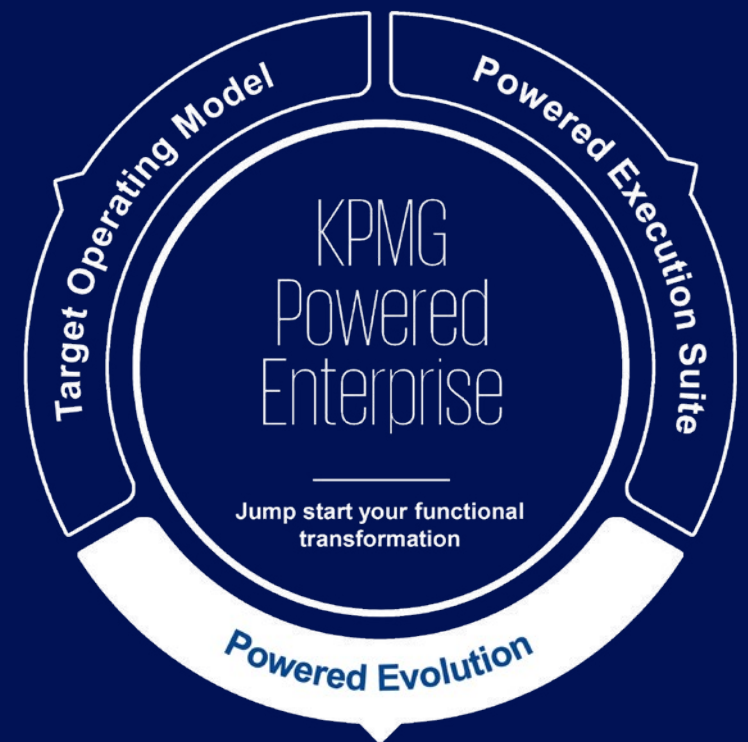 Target Operating Model
Powered Execution Suite
KPMG
Powered
Enterprise
Jump start your functional
transformation
Powered Evolution